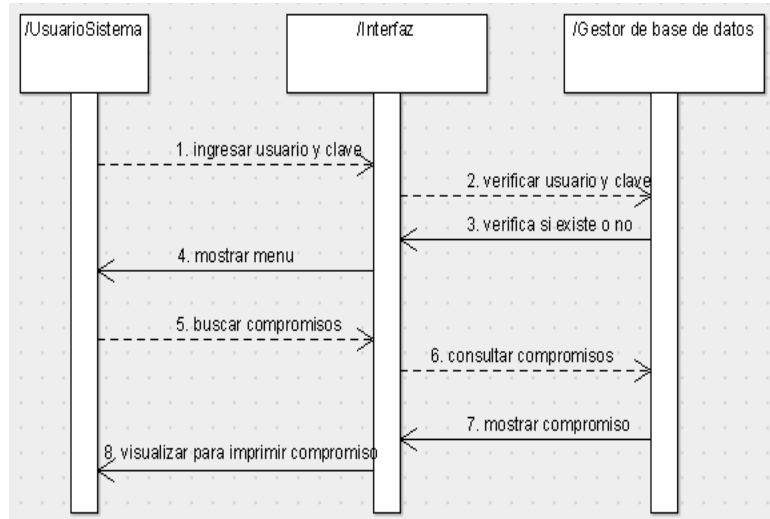 /UsuarioSistema
/Interfaz
/Gestor de base de datos
1. ingresar usuario y clave
2. verificar usuario y clave
3. verifica si existe o no
4. mostrar menu
5. buscar compromisos
6. consultar compromisos
7. mostrar compromiso
8. visualizar para imprimir compromiso